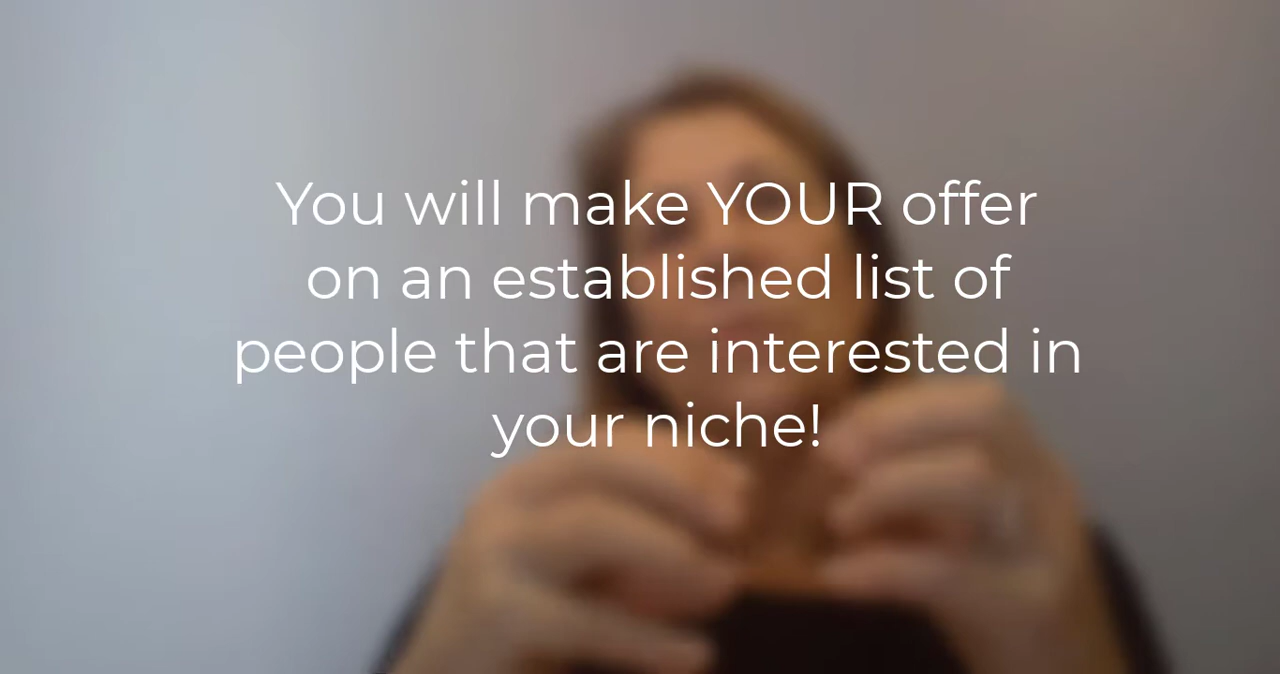 You will make YOUR offer
on an established list of
people that are interested in
your niche!